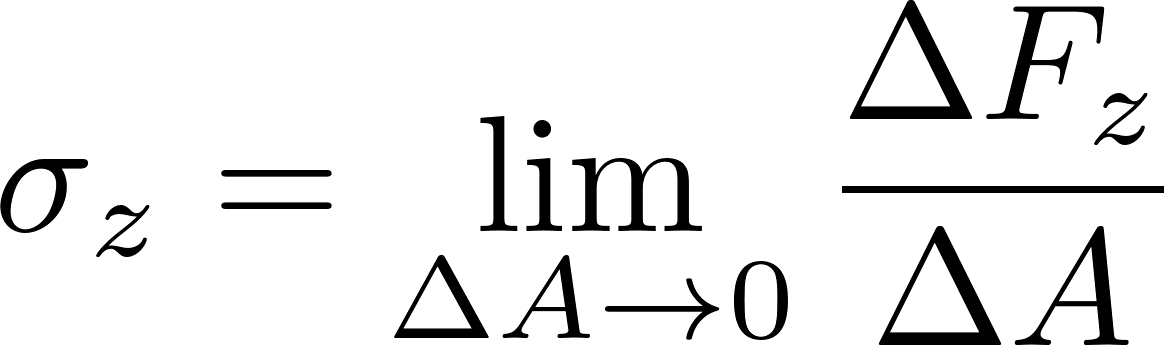 σ_z = lim_{ΔA→0} ΔF_z / ΔA